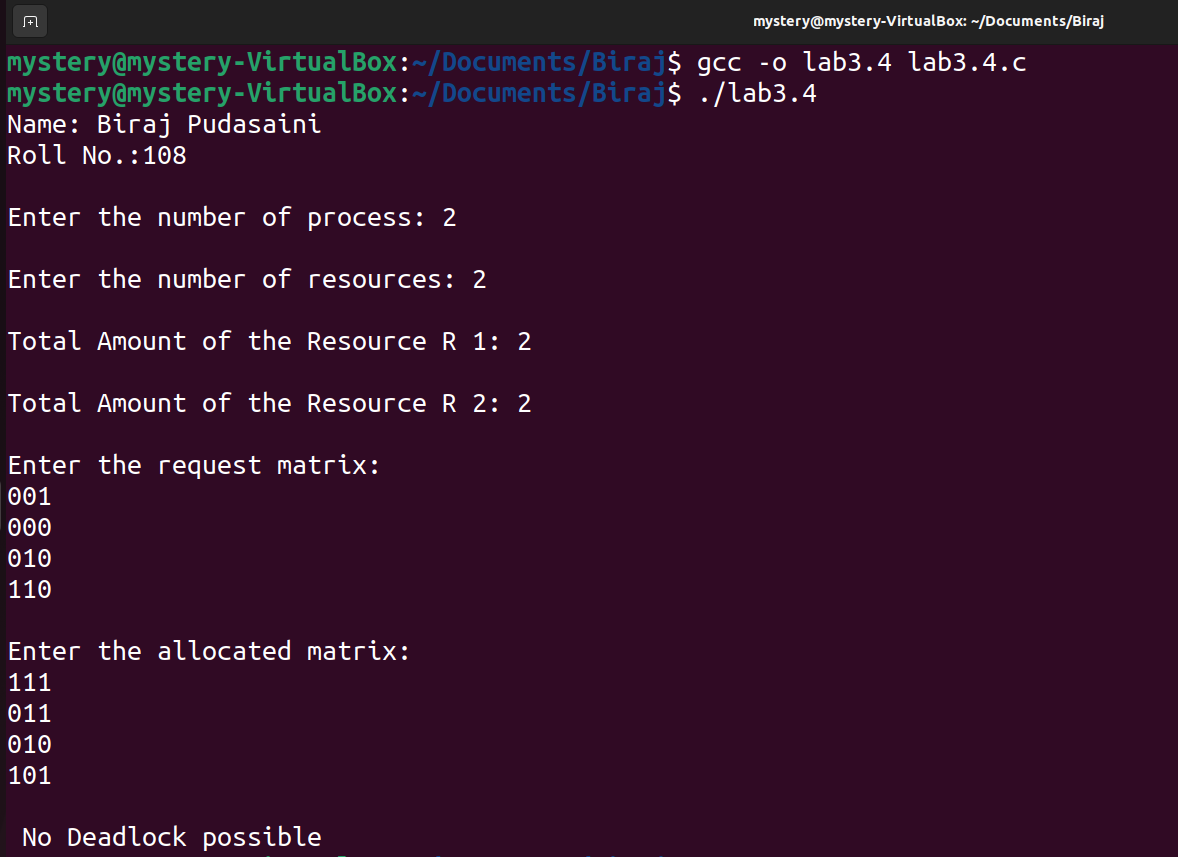 mystery@mystery-VirtualBox: ~/Documents/Biraj
mystery@mystery-VirtualBox:~/Documents/Biraj$ gcc -o lab3.4 lab3.4.c
mystery@mystery-VirtualBox:~/Documents/Biraj$ ./lab3.4
Name: Biraj Pudasaini
Roll No.:108
Enter the number of process: 2
Enter the number of resources: 2
Total Amount of the Resource R 1: 2
Total Amount of the Resource R 2: 2
Enter the request matrix:
001
000
010
110
Enter the allocated matrix:
111
011
010
101
No Deadlock possible